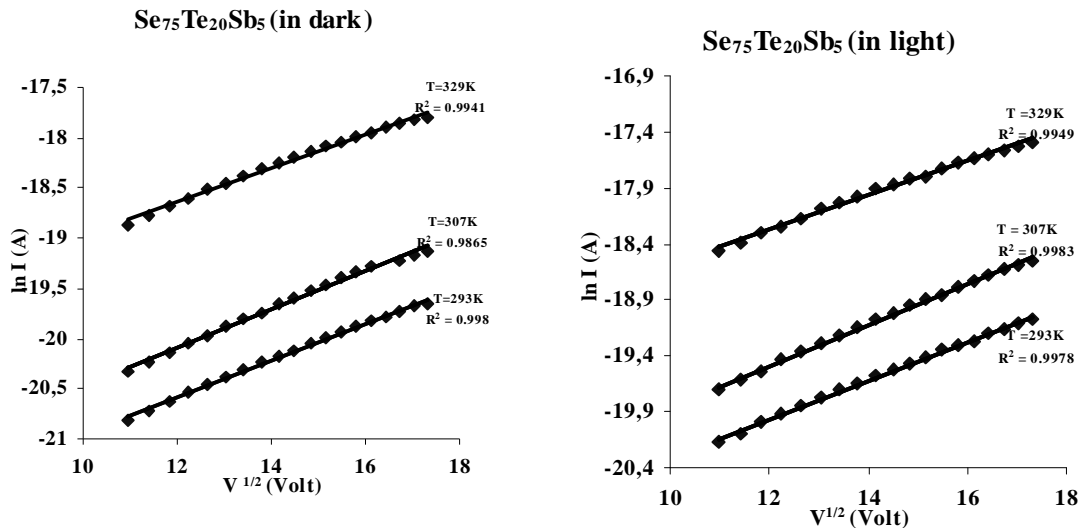 Se₇₅Te₂₀Sb₅ (in dark)
-17,5
-18
-18,5
-19
-19,5
-20
-20,5
-21
ln I (A)
T=329K
R² = 0.9941
T=307K
R² = 0.9865
T=293K
R² = 0.998
10 12 14 16 18
V ¹/² (Volt)
Se₇₅Te₂₀Sb₅ (in light)
-16,9
-17,4
-17,9
-18,4
-18,9
-19,4
-19,9
-20,4
ln I (A)
T =329K
R² = 0.9949
T = 307K
R² = 0.9983
T =293K
R² = 0.9978
10 12 14 16 18
V¹/² (Volt)